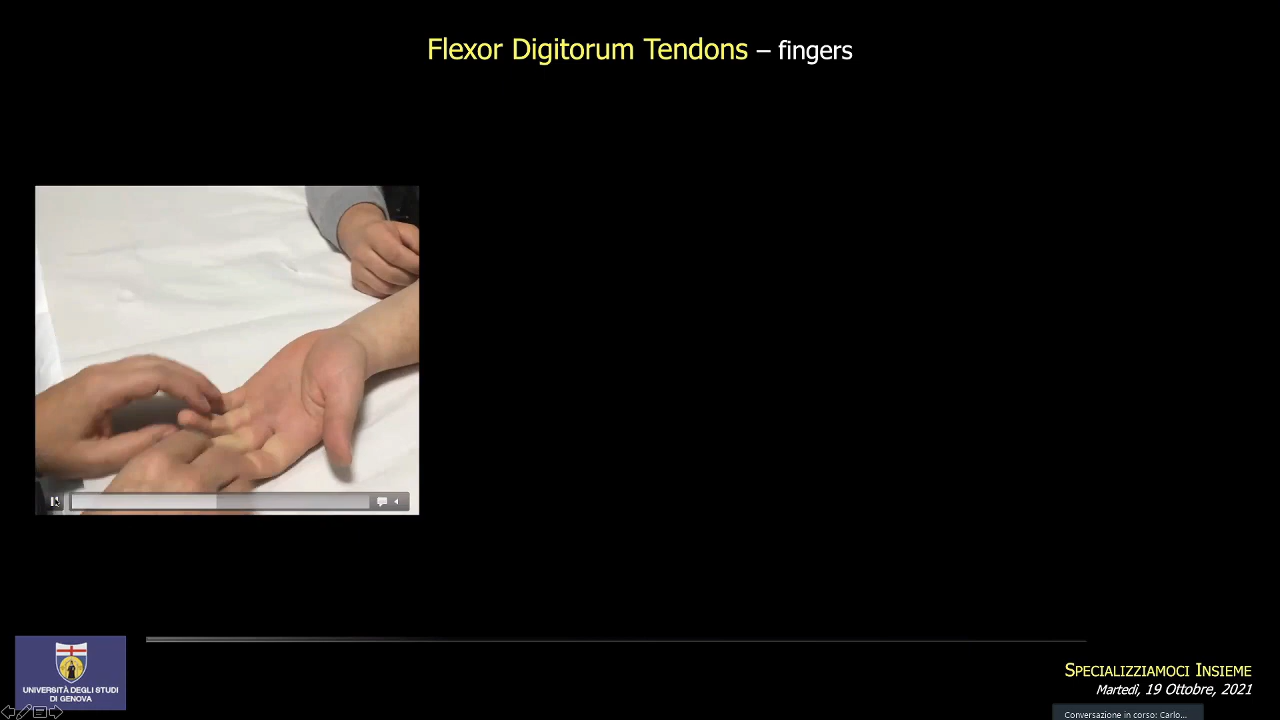 Flexor Digitorum Tendons – fingers
UNIVERSITÀ DEGLI STUDI
DI GENOVA
SPECIALIZZIAMOCI INSIEME
Martedì, 19 Ottobre, 2021
Conversazione in corso: Carlo...